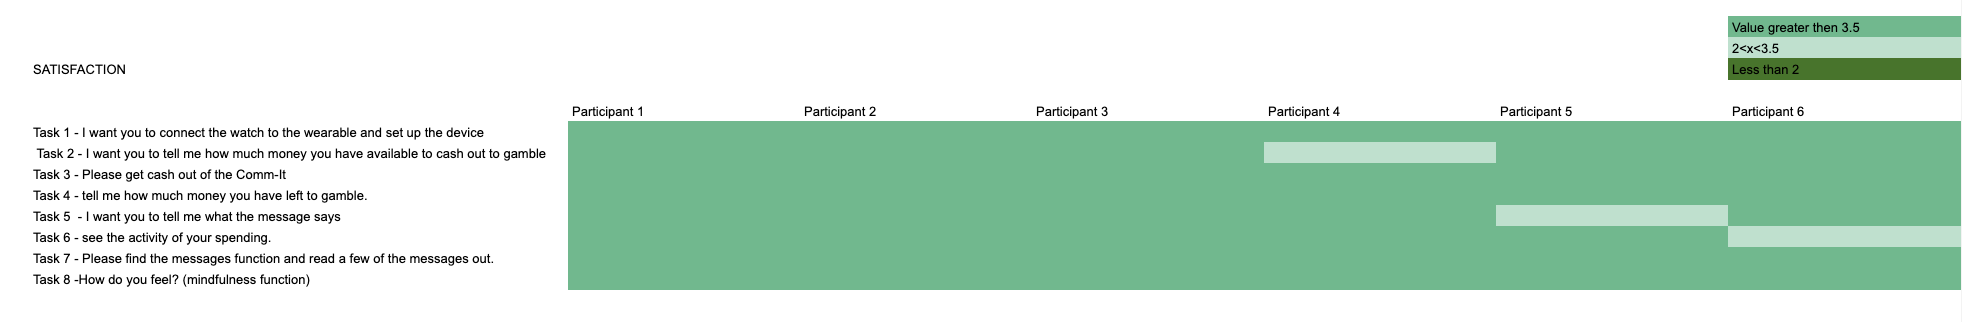 Value greater then 3.5
2<x<3.5
SATISFACTION Less than 2
Participant 1 Participant 2 Participant 3 Participant 4 Participant 5 Participant 6
Task 1 - I want you to connect the watch to the wearable and set up the device
Task 2 - I want you to tell me how much money you have available to cash out to gamble
Task 3 - Please get cash out of the Comm-It
Task 4 - tell me how much money you have left to gamble.
Task 5  - I want you to tell me what the message says
Task 6 - see the activity of your spending.
Task 7 - Please find the messages function and read a few of the messages out.
Task 8 -How do you feel? (mindfulness function)